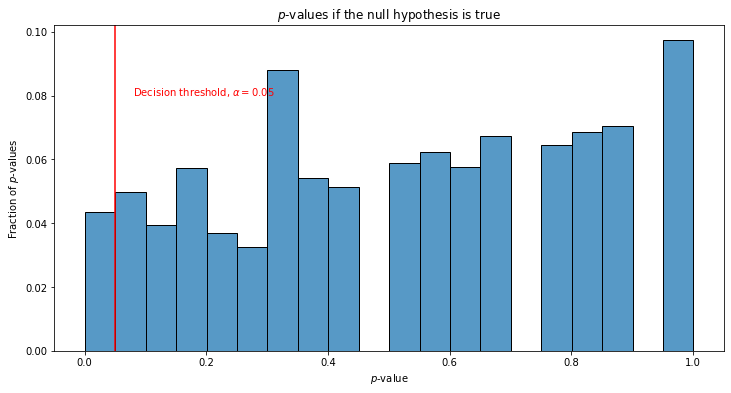 p-values if the null hypothesis is true
Decision threshold, α = 0.05
Fraction of p-values
0.10
0.08
0.06
0.04
0.02
0.00
0.0 0.2 0.4 0.6 0.8 1.0
p-value